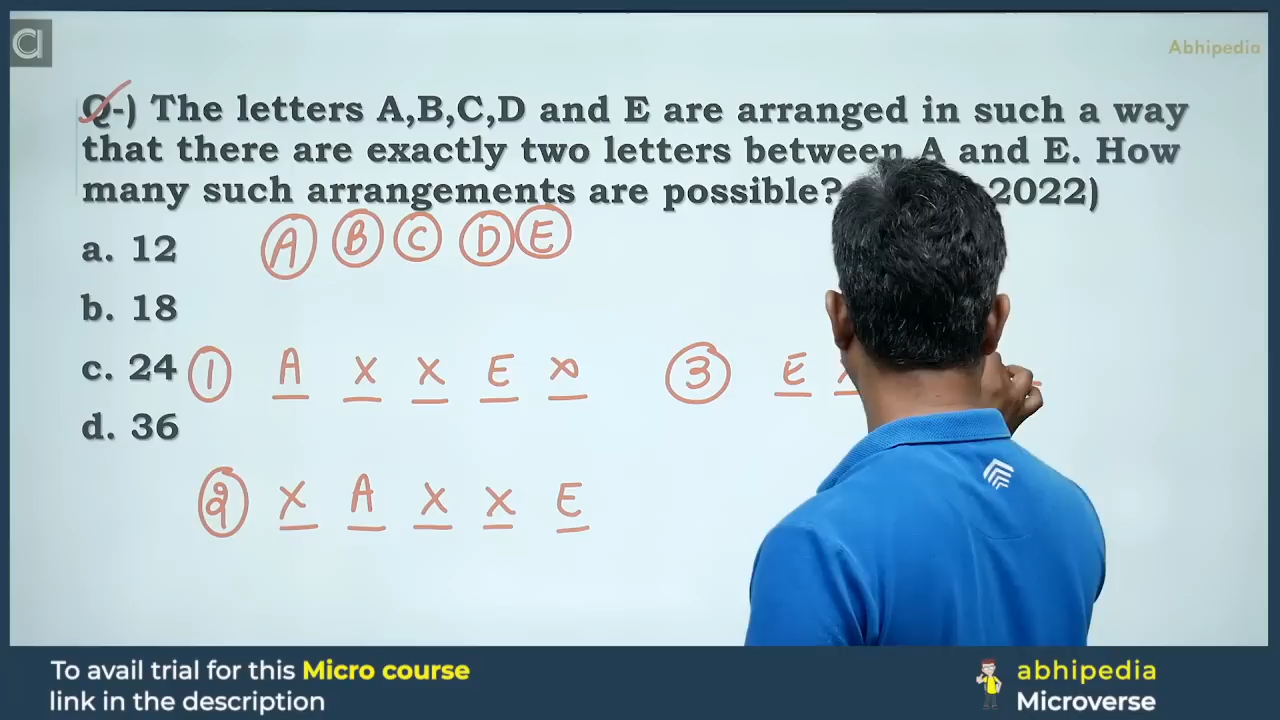 Abhipedia
Q-) The letters A,B,C,D and E are arranged in such a way
that there are exactly two letters between A and E. How
many such arrangements are possible? 2022)
a. 12
A B C D E
b. 18
c. 24
1 A X X E X
3 E
d. 36
2 X A X X E
To avail trial for this Micro course
link in the description
abhipedia
Microverse